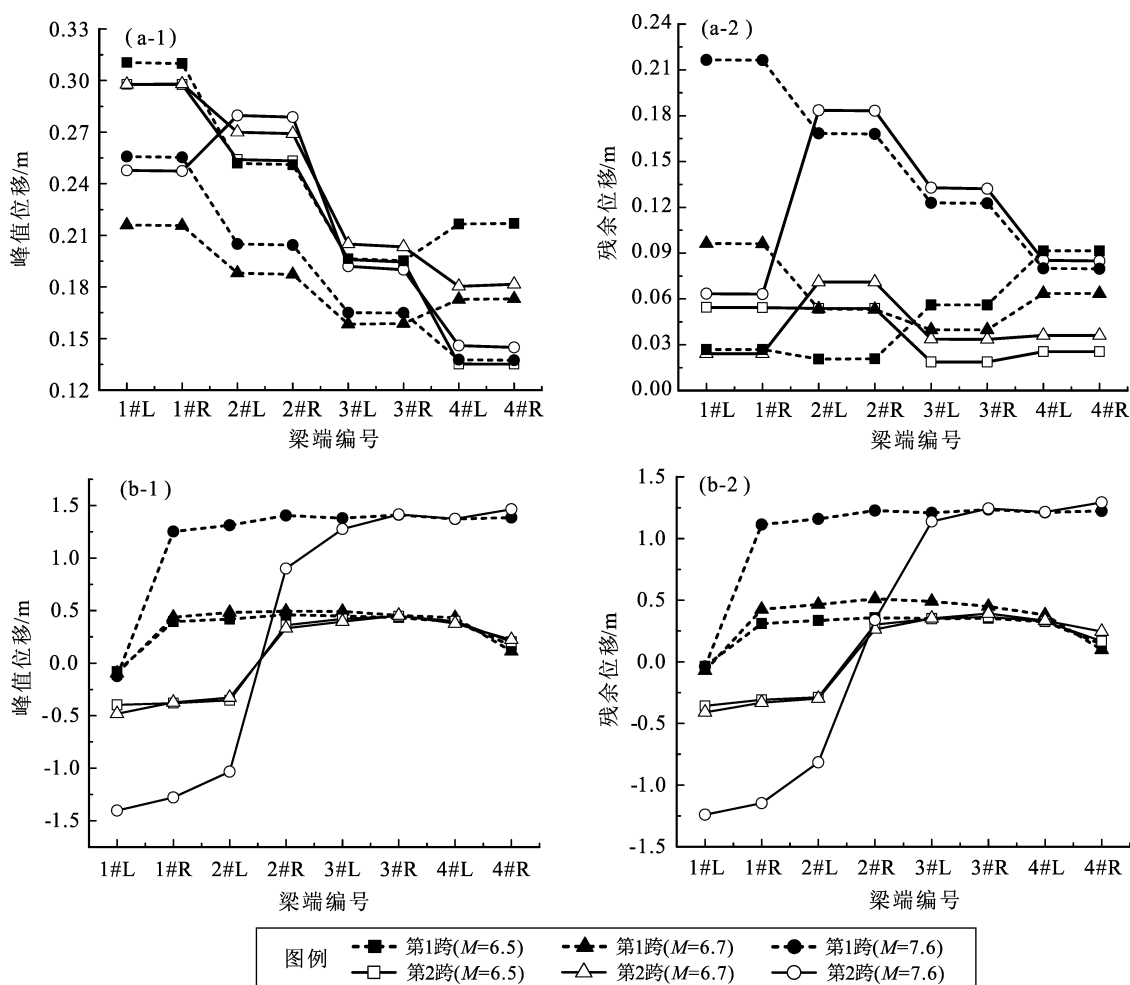 (a-1)
0.33
0.30
0.27
0.24
0.21
0.18
0.15
0.12
峰值位移/m
1#L 1#R 2#L 2#R 3#L 3#R 4#L 4#R
梁端编号
(a-2)
0.24
0.21
0.18
0.15
0.12
0.09
0.06
0.03
0.00
残余位移/m
1#L 1#R 2#L 2#R 3#L 3#R 4#L 4#R
梁端编号
(b-1)
1.5
1.0
0.5
0.0
-0.5
-1.0
-1.5
峰值位移/m
1#L 1#R 2#L 2#R 3#L 3#R 4#L 4#R
梁端编号
(b-2)
1.5
1.0
0.5
0.0
-0.5
-1.0
-1.5
残余位移/m
1#L 1#R 2#L 2#R 3#L 3#R 4#L 4#R
梁端编号
图例
第1跨(M=6.5) 第1跨(M=6.7) 第1跨(M=7.6)
第2跨(M=6.5) 第2跨(M=6.7) 第2跨(M=7.6)